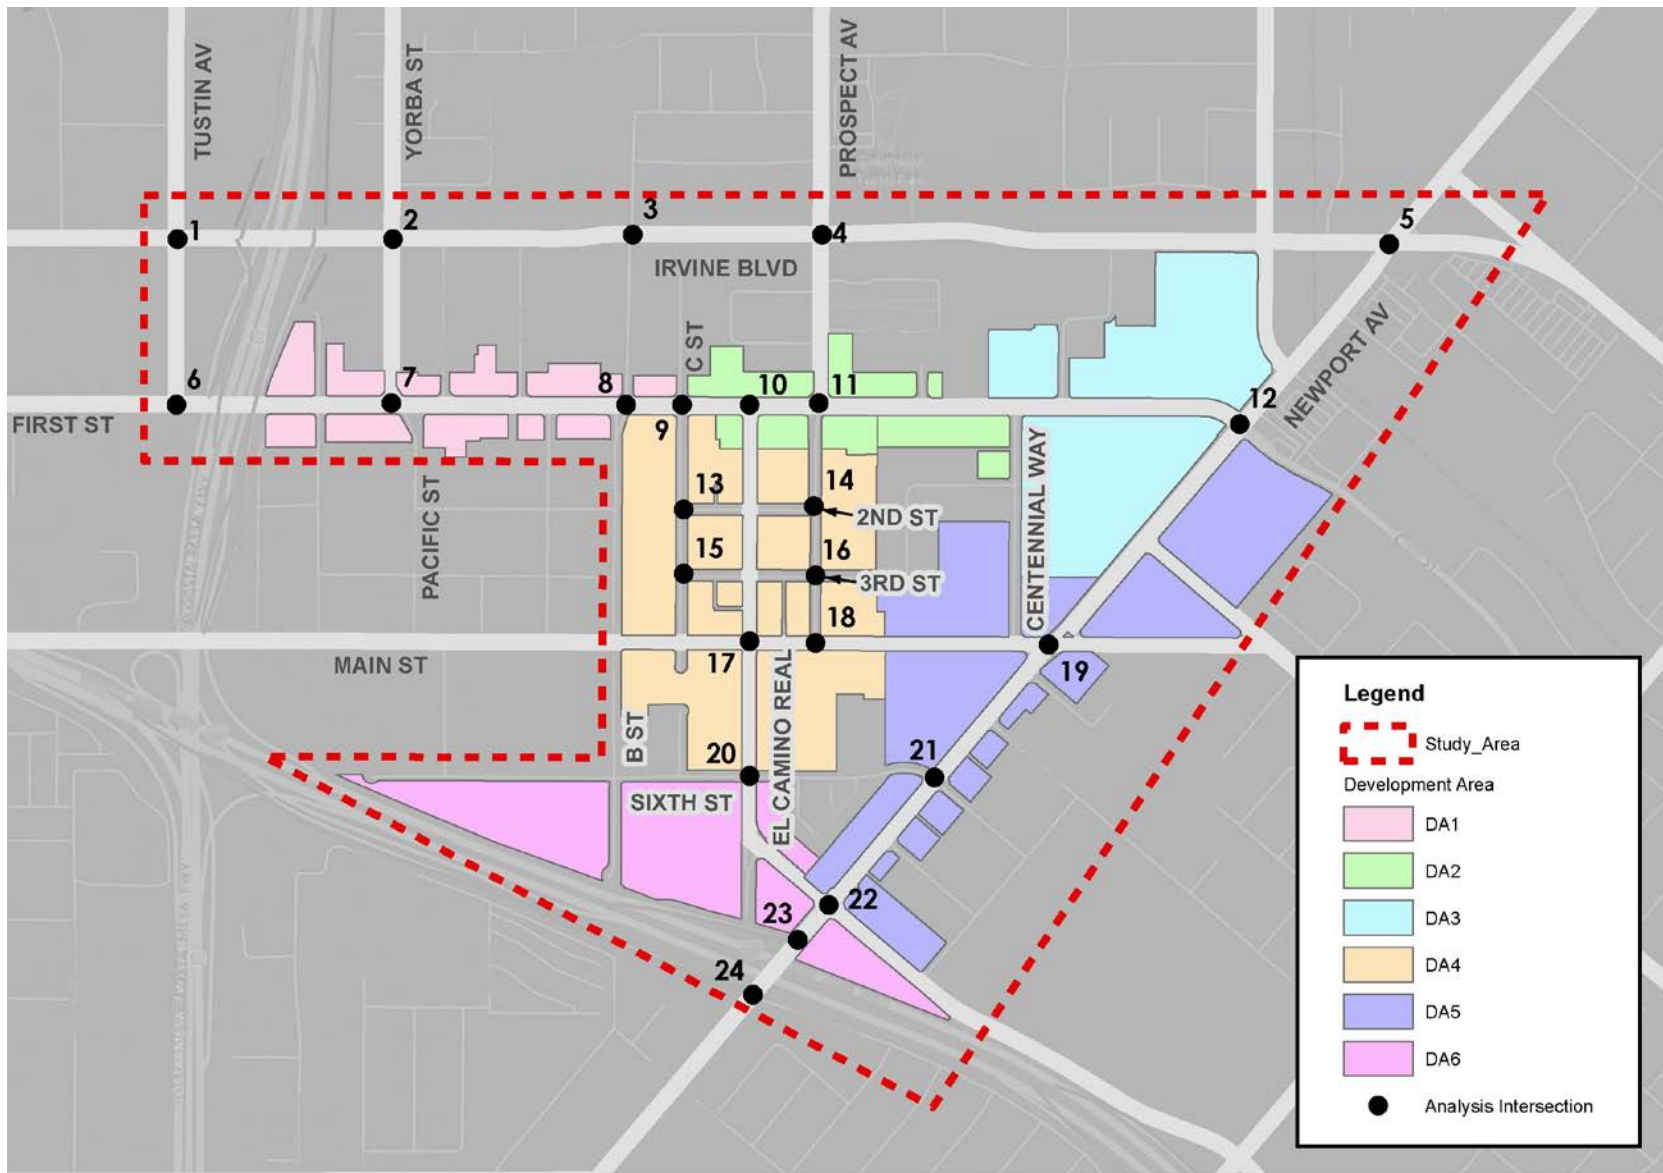 TUSTIN AV
YORBA ST
PROSPECT AV
1
2
3
4
5
IRVINE BLVD
NEWPORT AV
C ST
6
7
8
9
10
11
12
FIRST ST
PACIFIC ST
13
14
2ND ST
CENTENNIAL WAY
15
16
3RD ST
MAIN ST
17
18
19
B ST
EL CAMINO REAL
20
21
SIXTH ST
22
23
24
Legend
Study_Area
Development Area
DA1
DA2
DA3
DA4
DA5
DA6
Analysis Intersection